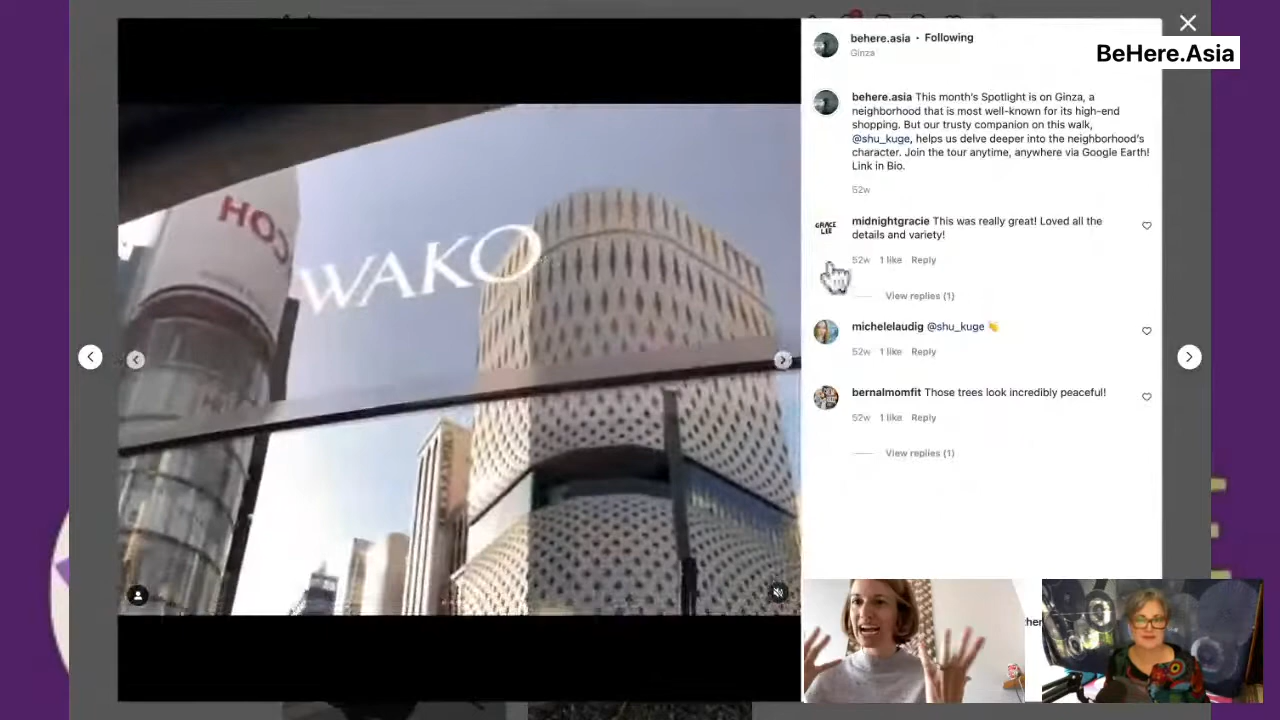 behere.asia • Following
Ginza
BeHere.Asia
behere.asia This month's Spotlight is on Ginza, a
neighborhood that is most well-known for its high-end
shopping. But our trusty companion on this walk,
@shu_kuge, helps us delve deeper into the neighborhood's
character. Join the tour anytime, anywhere via Google Earth!
Link in Bio.
52w
GRACE
LEE
midnightgracie This was really great! Loved all the
details and variety!
52w 1 like Reply
View replies (1)
michelelaudig @shu_kuge 👏
52w 1 like Reply
bernalmomfit Those trees look incredibly peaceful!
52w 1 like Reply
View replies (1)
WAKO